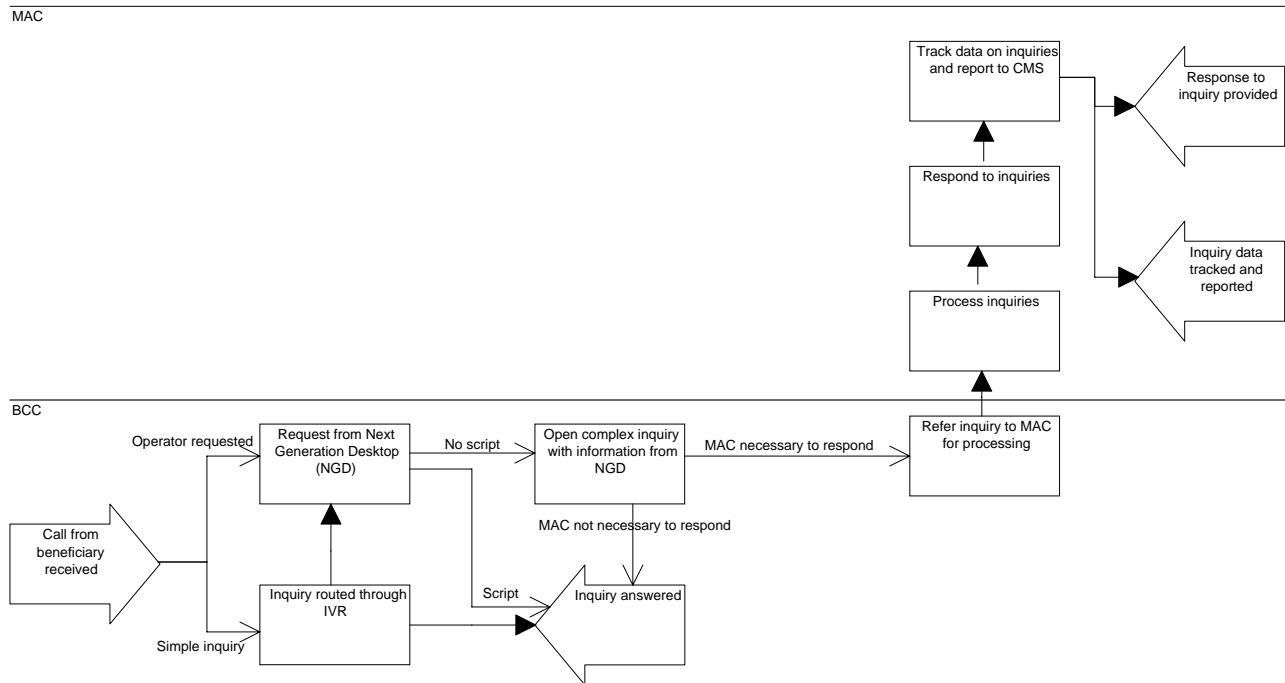 MAC
Track data on inquiries
and report to CMS
Response to
inquiry provided
Respond to inquiries
Inquiry data
tracked and
reported
Process inquiries
BCC
Operator requested
Request from Next
Generation Desktop
(NGD)
No script
Open complex inquiry
with information from
NGD
MAC necessary to respond
Refer inquiry to MAC
for processing
MAC not necessary to respond
Call from
beneficiary
received
Inquiry routed through
IVR
Script
Inquiry answered
Simple inquiry